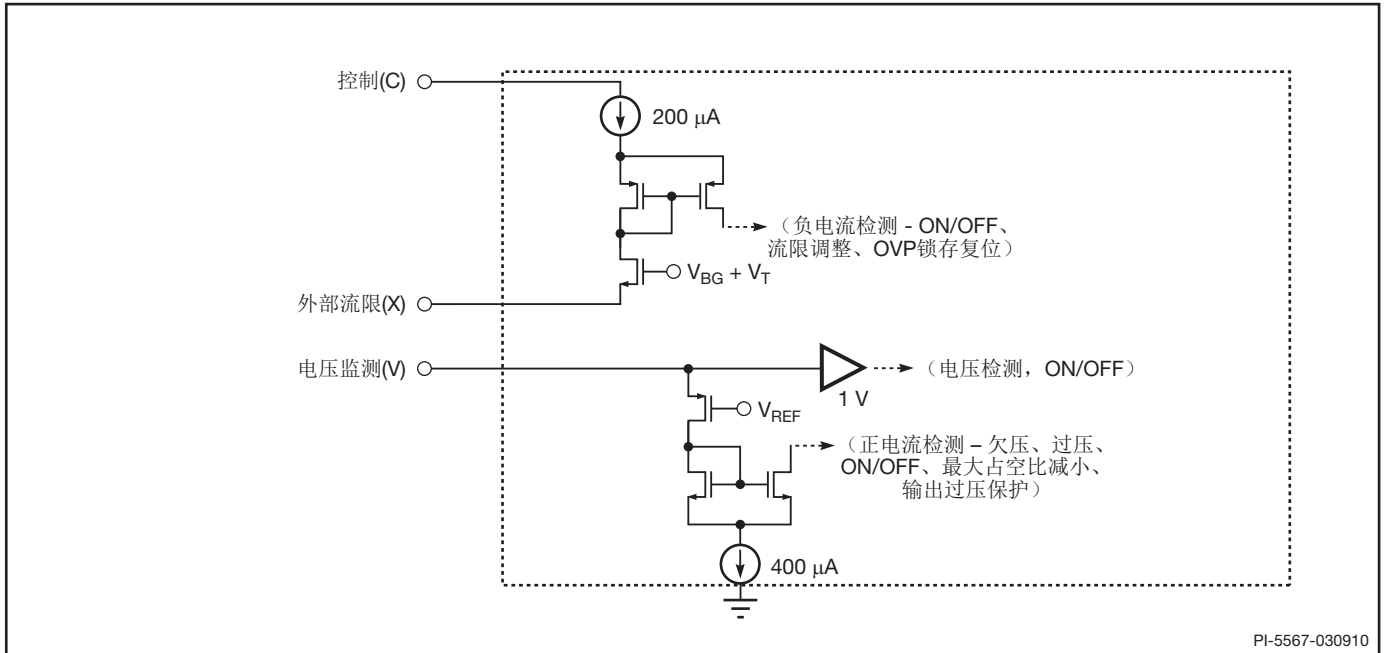 控制(C)
200 µA
（负电流检测 - ON/OFF、
流限调整、OVP锁存复位）
V_BG + V_T
外部流限(X)
电压监测(V)
（电压检测，ON/OFF）
1 V
V_REF
（正电流检测 – 欠压、过压、
ON/OFF、最大占空比减小、
输出过压保护）
400 µA
PI-5567-030910